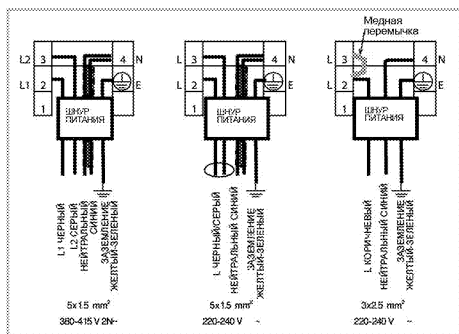 Медная
перемычка
L2 3 4 N
L1 2 E
1
ШНУР
ПИТАНИЯ
L 3 4 N
L 2 E
1
ШНУР
ПИТАНИЯ
L 3 4 N
L 2 E
1
ШНУР
ПИТАНИЯ
L1 ЧЕРНЫЙ
L2 СЕРЫЙ
НЕЙТРАЛЬНЫЙ
СИНИЙ
ЗАЗЕМЛЕНИЕ
ЖЕЛТЫЙ-ЗЕЛЕНЫЙ
L ЧЕРНЫЙ/СЕРЫЙ
НЕЙТРАЛЬНЫЙ СИНИЙ
ЗАЗЕМЛЕНИЕ
ЖЕЛТЫЙ-ЗЕЛЕНЫЙ
L КОРИЧНЕВЫЙ
НЕЙТРАЛЬНЫЙ СИНИЙ
ЗАЗЕМЛЕНИЕ
ЖЕЛТЫЙ-ЗЕЛЕНЫЙ
5x1.5 mm²
380-415 V 2N~
5x1.5 mm²
220-240 V ~
3x2.5 mm²
220-240 V ~